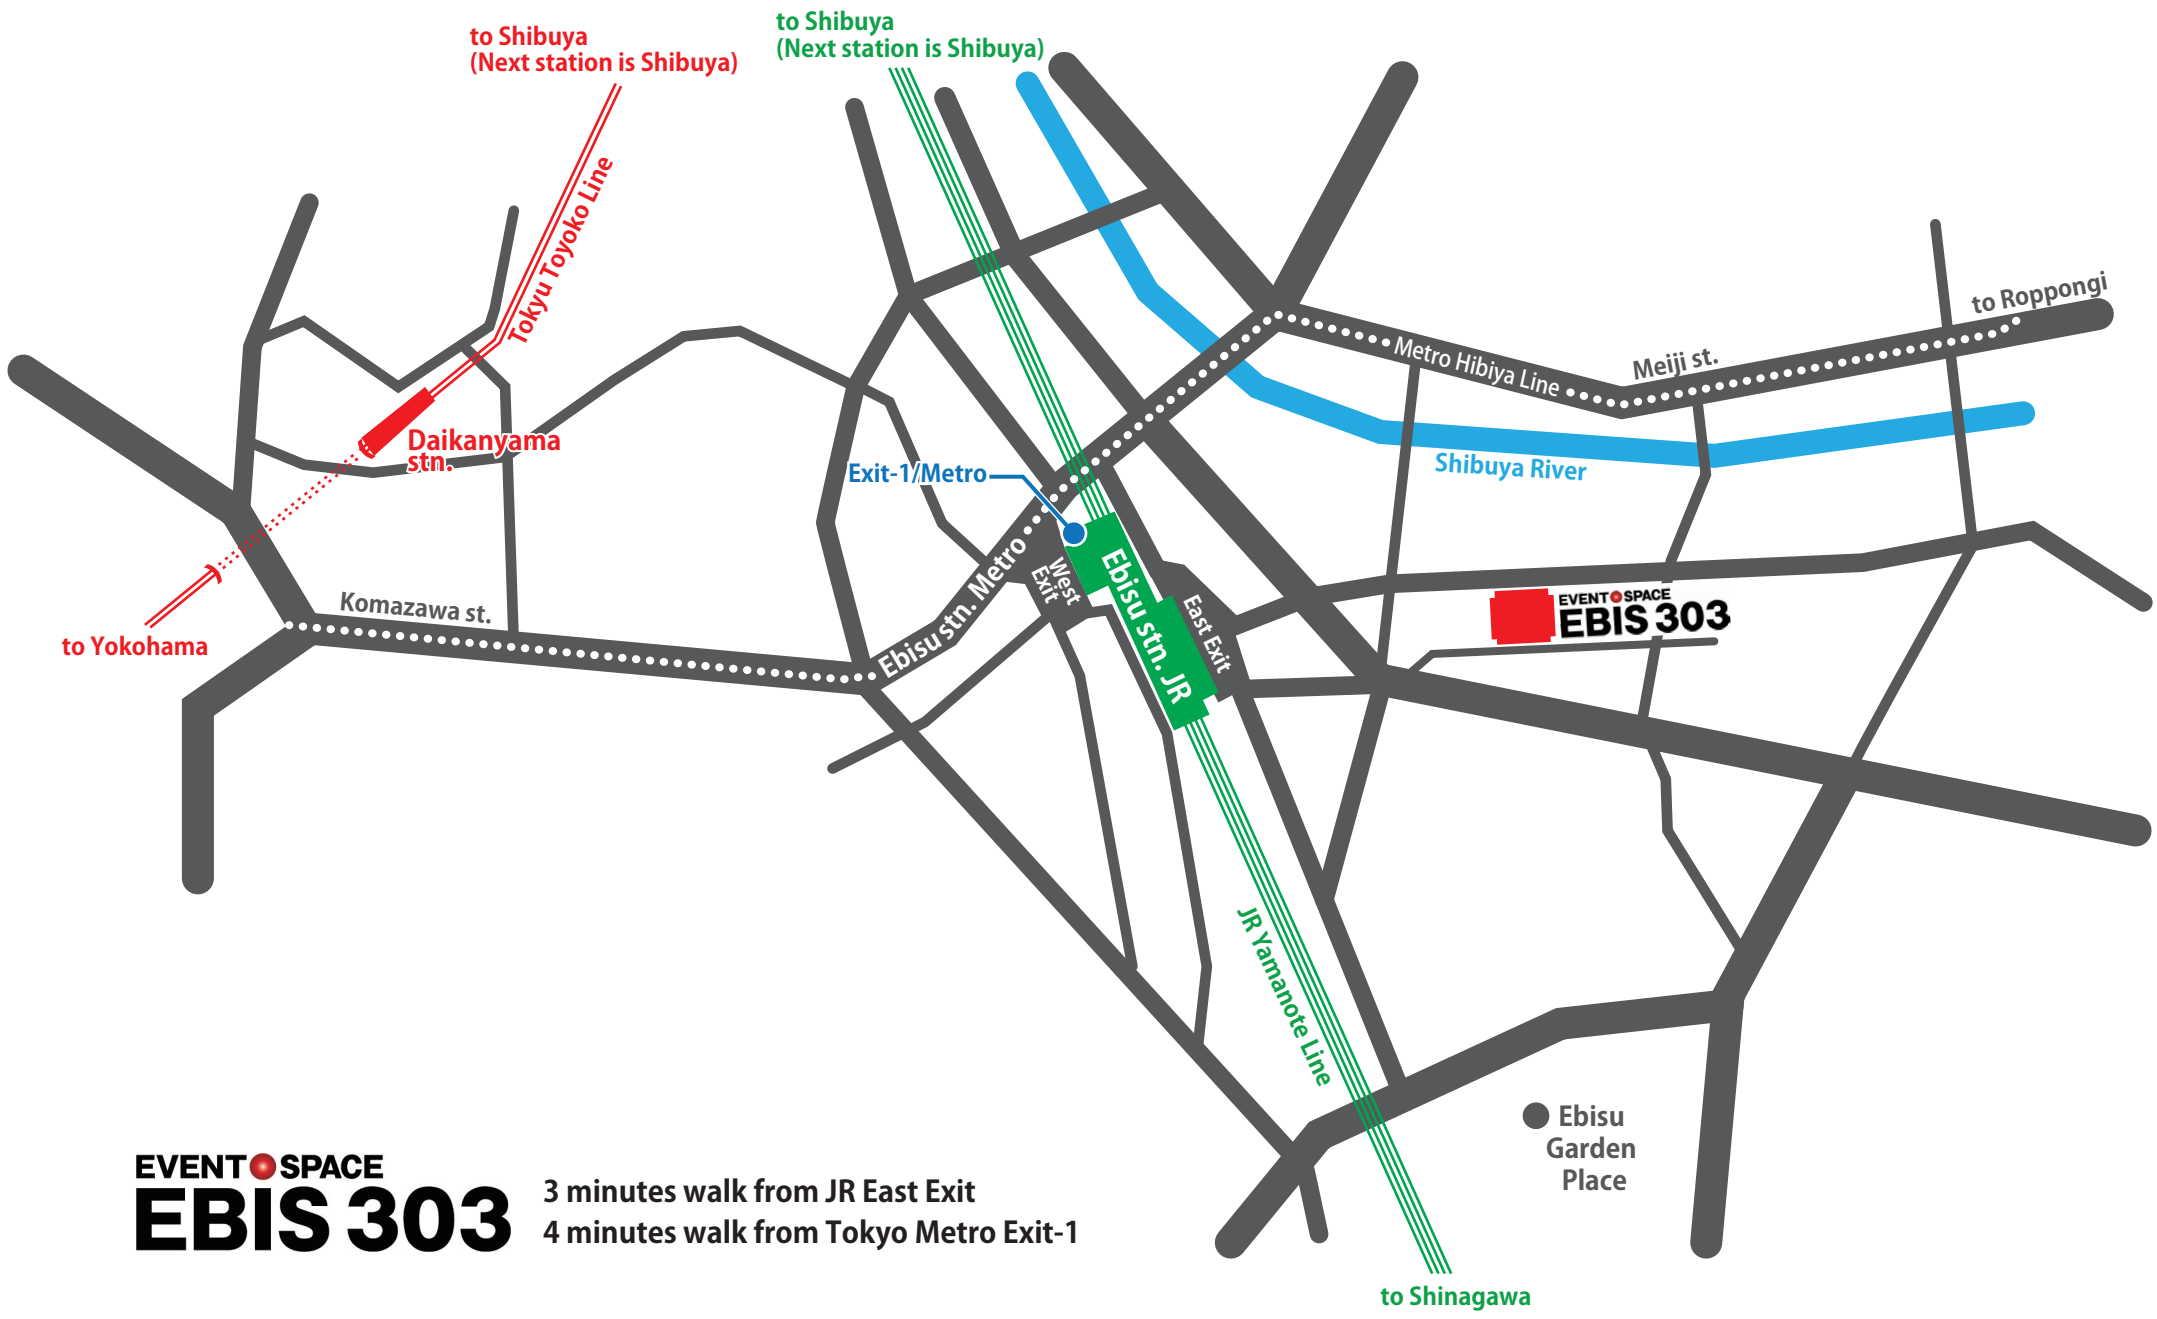 to Shibuya
(Next station is Shibuya)
to Shibuya
(Next station is Shibuya)
Tokyu Toyoko Line
to Roppongi
Meiji st.
Metro Hibiya Line
Daikanyama
stn.
Shibuya River
Exit-1/Metro
Ebisu stn. Metro
West
Exit
Ebisu stn. JR
East Exit
EVENT SPACE
EBIS 303
Komazawa st.
to Yokohama
JR Yamanote Line
Ebisu
Garden
Place
EVENT SPACE
EBIS 303
3 minutes walk from JR East Exit
4 minutes walk from Tokyo Metro Exit-1
to Shinagawa